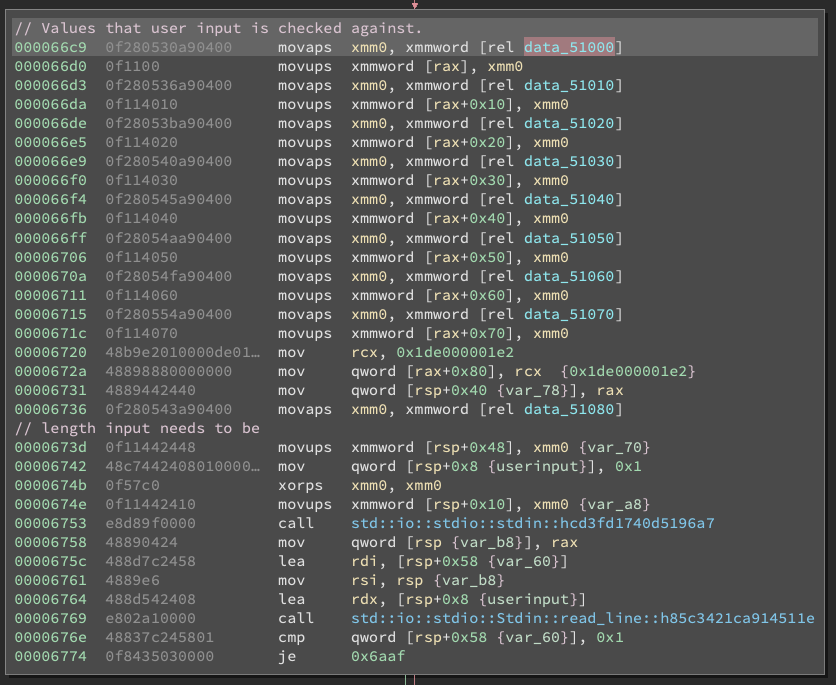 // Values that user input is checked against.
000066c9 0f280530a90400 movaps xmm0, xmmword [rel data_51000]
000066d0 0f1100 movups xmmword [rax], xmm0
000066d3 0f280536a90400 movaps xmm0, xmmword [rel data_51010]
000066da 0f114010 movups xmmword [rax+0x10], xmm0
000066de 0f28053ba90400 movaps xmm0, xmmword [rel data_51020]
000066e5 0f114020 movups xmmword [rax+0x20], xmm0
000066e9 0f280540a90400 movaps xmm0, xmmword [rel data_51030]
000066f0 0f114030 movups xmmword [rax+0x30], xmm0
000066f4 0f280545a90400 movaps xmm0, xmmword [rel data_51040]
000066fb 0f114040 movups xmmword [rax+0x40], xmm0
000066ff 0f28054aa90400 movaps xmm0, xmmword [rel data_51050]
00006706 0f114050 movups xmmword [rax+0x50], xmm0
0000670a 0f28054fa90400 movaps xmm0, xmmword [rel data_51060]
00006711 0f114060 movups xmmword [rax+0x60], xmm0
00006715 0f280554a90400 movaps xmm0, xmmword [rel data_51070]
0000671c 0f114070 movups xmmword [rax+0x70], xmm0
00006720 48b9e2010000de01… mov rcx, 0x1de000001e2
0000672a 48898880000000 mov qword [rax+0x80], rcx {0x1de000001e2}
00006731 4889442440 mov qword [rsp+0x40 {var_78}], rax
00006736 0f280543a90400 movaps xmm0, xmmword [rel data_51080]
// length input needs to be
0000673d 0f11442448 movups xmmword [rsp+0x48], xmm0 {var_70}
00006742 48c7442408010000… mov qword [rsp+0x8 {userinput}], 0x1
0000674b 0f57c0 xorps xmm0, xmm0
0000674e 0f11442410 movups xmmword [rsp+0x10], xmm0 {var_a8}
00006753 e8d89f0000 call std::io::stdio::stdin::hcd3fd1740d5196a7
00006758 48890424 mov qword [rsp {var_b8}], rax
0000675c 488d7c2458 lea rdi, [rsp+0x58 {var_60}]
00006761 4889e6 mov rsi, rsp {var_b8}
00006764 488d542408 lea rdx, [rsp+0x8 {userinput}]
00006769 e802a10000 call std::io::stdio::Stdin::read_line::h85c3421ca914511e
0000676e 48837c245801 cmp qword [rsp+0x58 {var_60}], 0x1
00006774 0f8435030000 je 0x6aaf